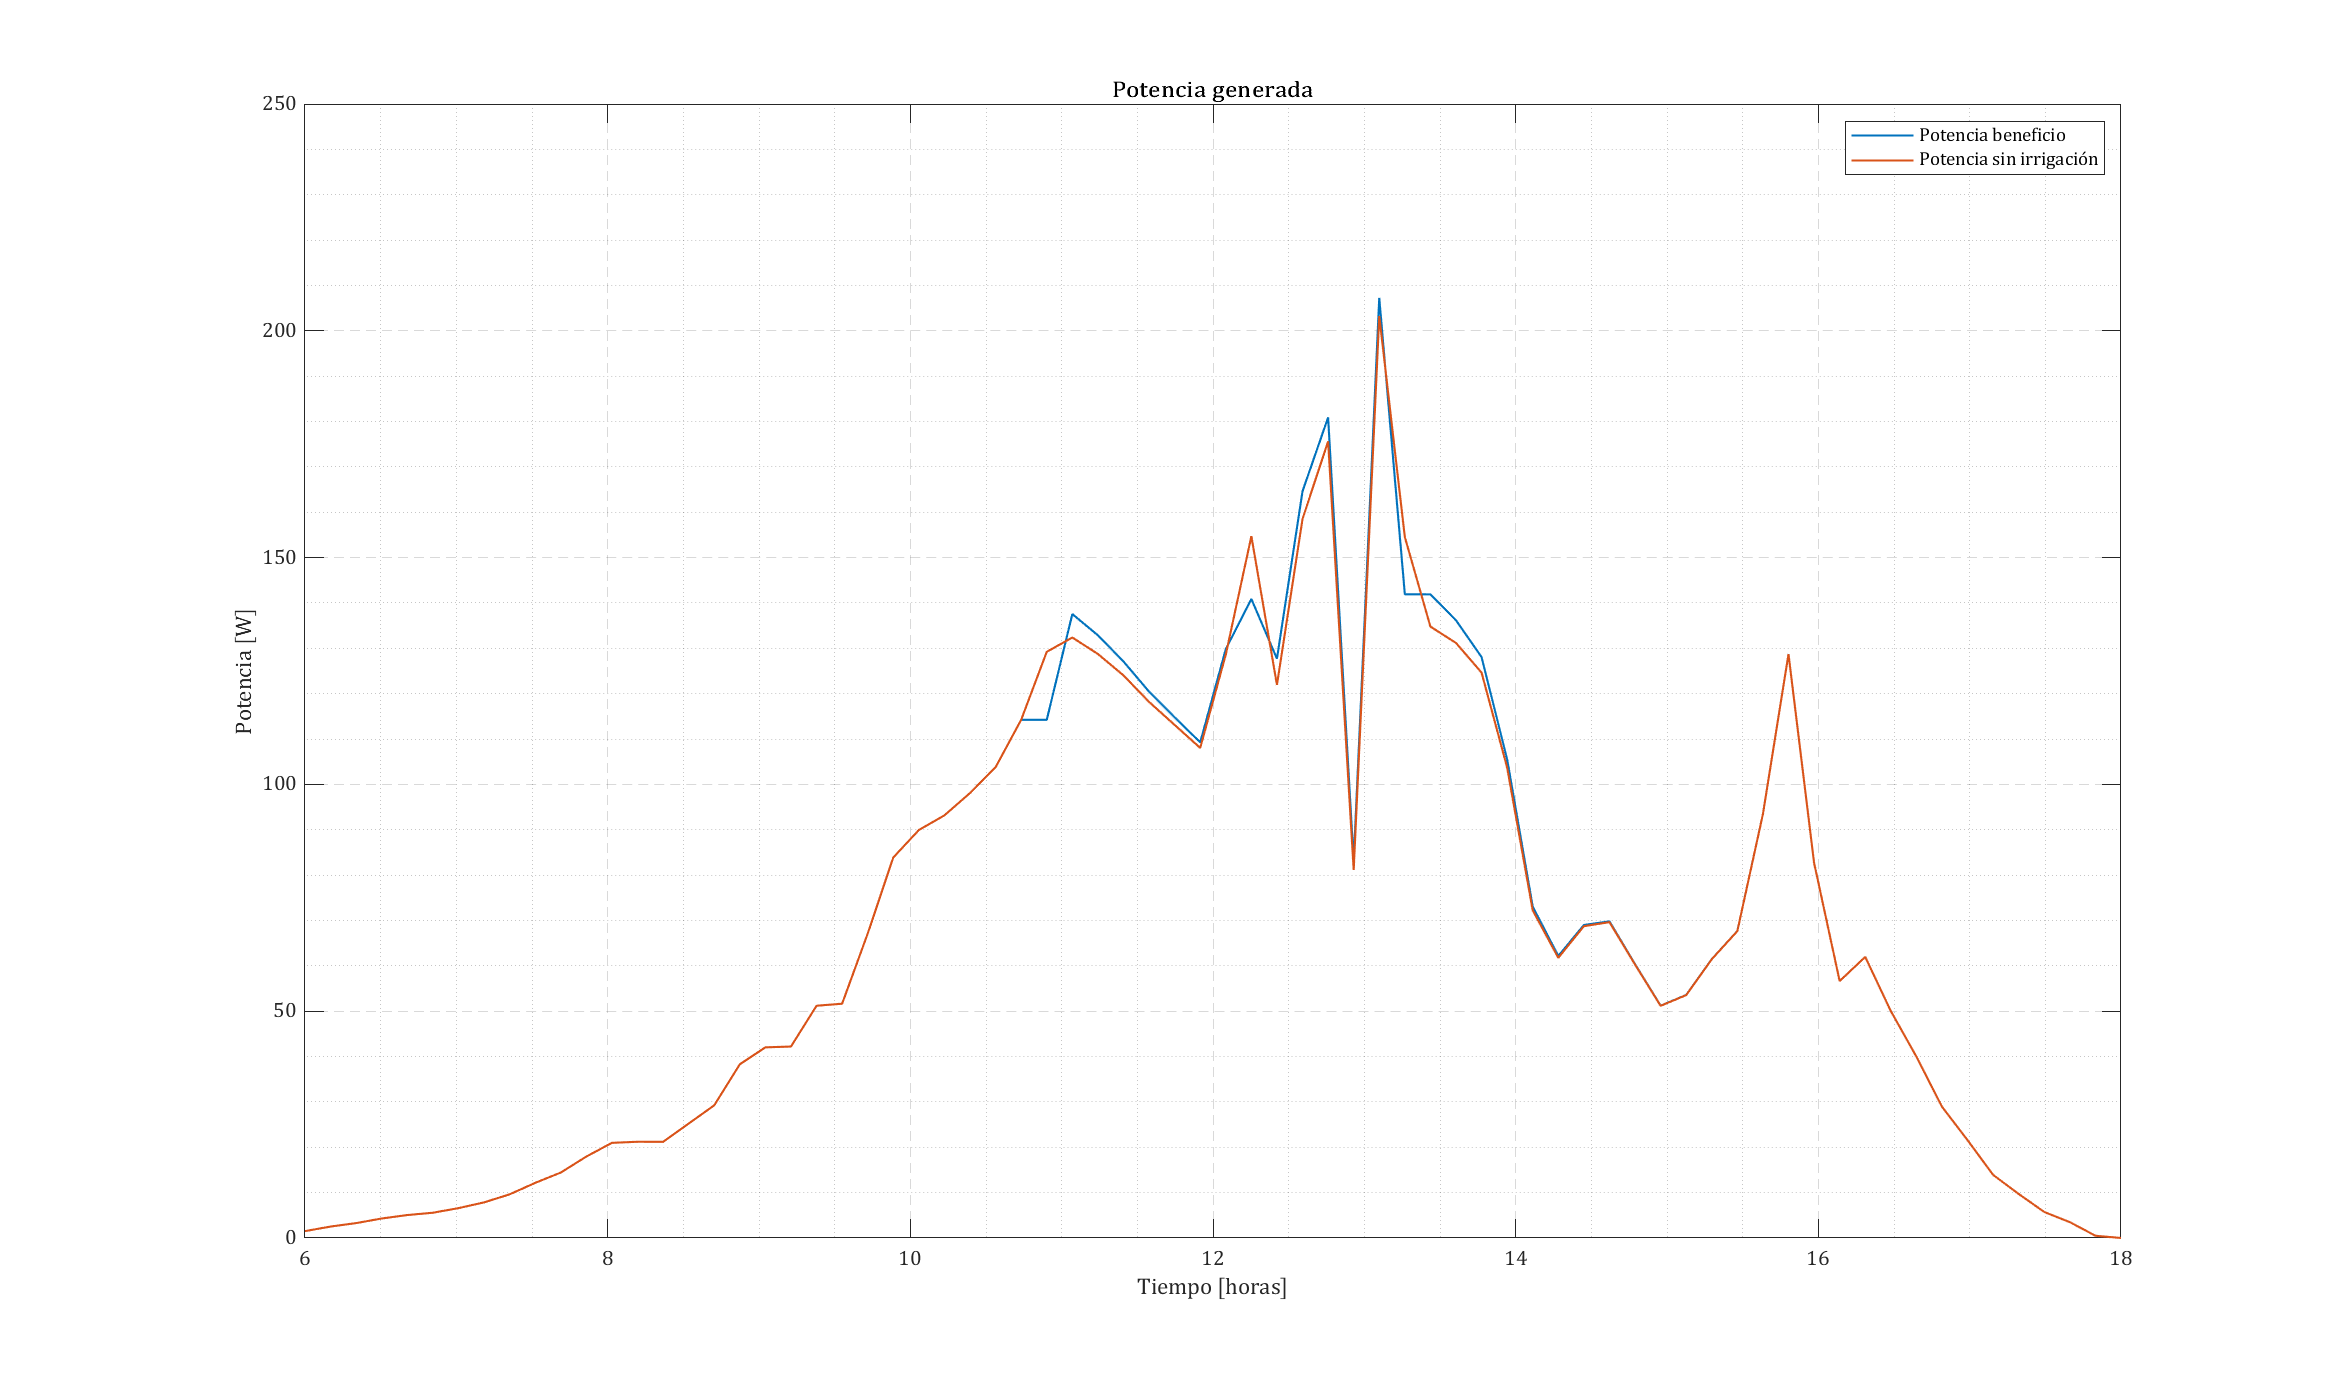 Potencia generada
250
200
150
100
50
0
Potencia [W]
Potencia beneficio
Potencia sin irrigación
6 8 10 12 14 16 18
Tiempo [horas]